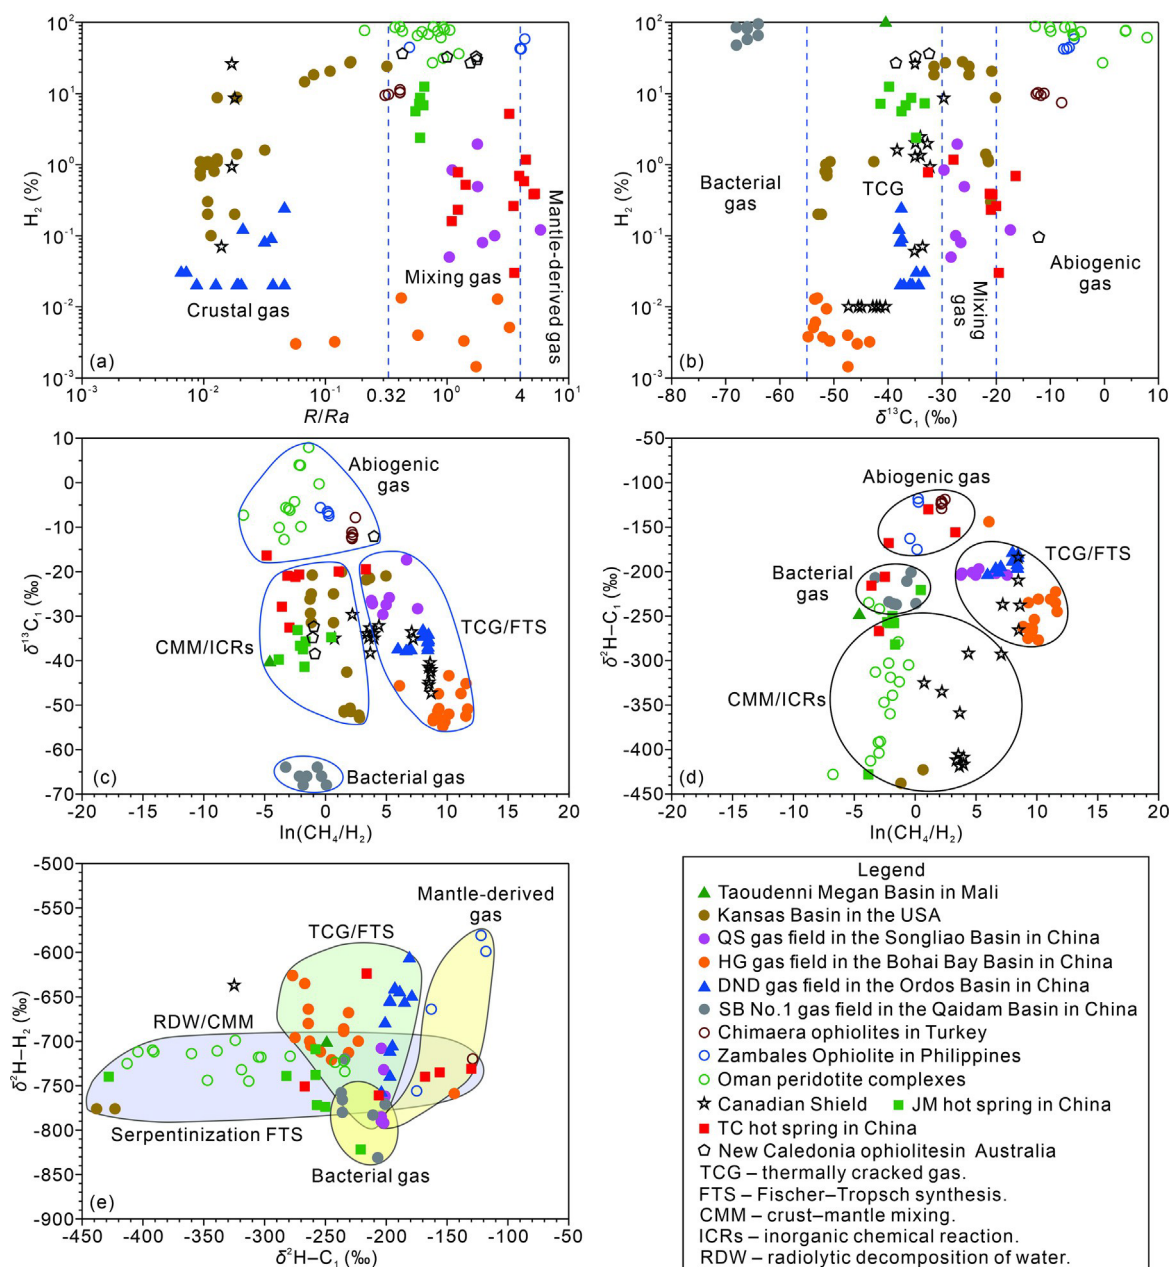 10²
10¹
10⁰
10⁻¹
10⁻²
10⁻³
H₂ (%)
Crustal gas
Mixing gas
Mantle-derived gas
(a)
10⁻³
10⁻²
10⁻¹
0.32
10⁰
10¹
R/Ra
10²
10¹
10⁰
10⁻¹
10⁻²
10⁻³
H₂ (%)
Bacterial
gas
TCG
Mixing
gas
Abiogenic
gas
(b)
-80
-70
-60
-50
-40
-30
-20
-10
0
10
δ¹³C₁ (‰)
10
0
-10
-20
-30
-40
-50
-60
-70
δ¹³C₁ (‰)
Abiogenic
gas
CMM/ICRs
TCG/FTS
Bacterial gas
(c)
-20
-15
-10
-5
0
5
10
15
20
ln(CH₄/H₂)
-50
-100
-150
-200
-250
-300
-350
-400
-450
δ²H–C₁ (‰)
Abiogenic gas
TCG/FTS
Bacterial
gas
CMM/ICRs
(d)
-20
-15
-10
-5
0
5
10
15
20
ln(CH₄/H₂)
-500
-600
-700
-800
-900
δ²H–H₂ (‰)
Mantle-derived
gas
TCG/FTS
RDW/CMM
Serpentinization FTS
Bacterial gas
(e)
-450
-400
-350
-300
-250
-200
-150
-100
-50
δ²H–C₁ (‰)
Legend
Taoudenni Megan Basin in Mali
Kansas Basin in the USA
QS gas field in the Songliao Basin in China
HG gas field in the Bohai Bay Basin in China
DND gas field in the Ordos Basin in China
SB No.1 gas field in the Qaidam Basin in China
Chimaera ophiolites in Turkey
Zambales Ophiolite in Philippines
Oman peridotite complexes
Canadian Shield JM hot spring in China
TC hot spring in China
New Caledonia ophiolitesin Australia
TCG – thermally cracked gas.
FTS – Fischer–Tropsch synthesis.
CMM – crust–mantle mixing.
ICRs – inorganic chemical reaction.
RDW – radiolytic decomposition of water.